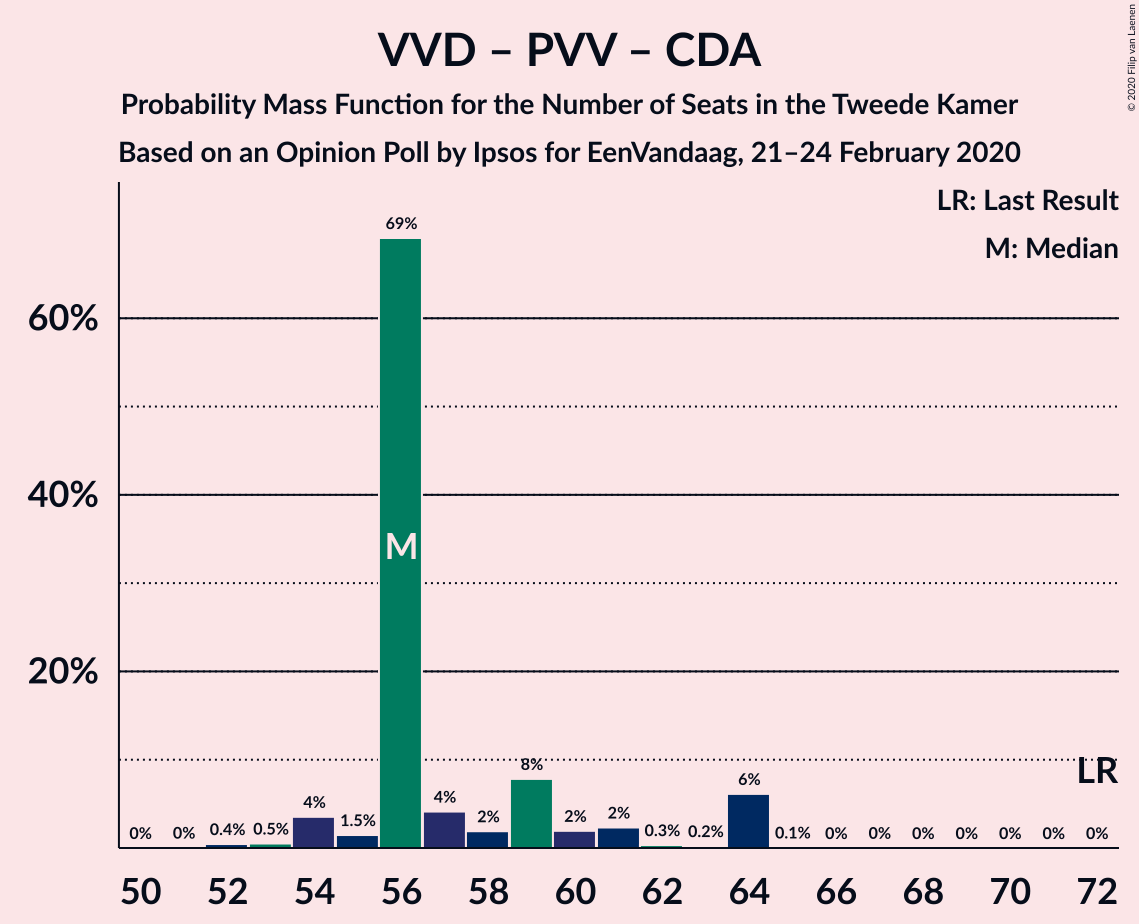 VVD – PVV – CDA
Probability Mass Function for the Number of Seats in the Tweede Kamer
Based on an Opinion Poll by Ipsos for EenVandaag, 21–24 February 2020
© 2020 Filip van Laenen
LR: Last Result
M: Median
69%
60%
40%
M
20%
8%
LR
0% 0% 0.4% 0.5% 4% 1.5% 4% 2% 2% 2% 0.3% 0.2% 6% 0.1% 0% 0% 0% 0% 0% 0% 0%
50 52 54 56 58 60 62 64 66 68 70 72